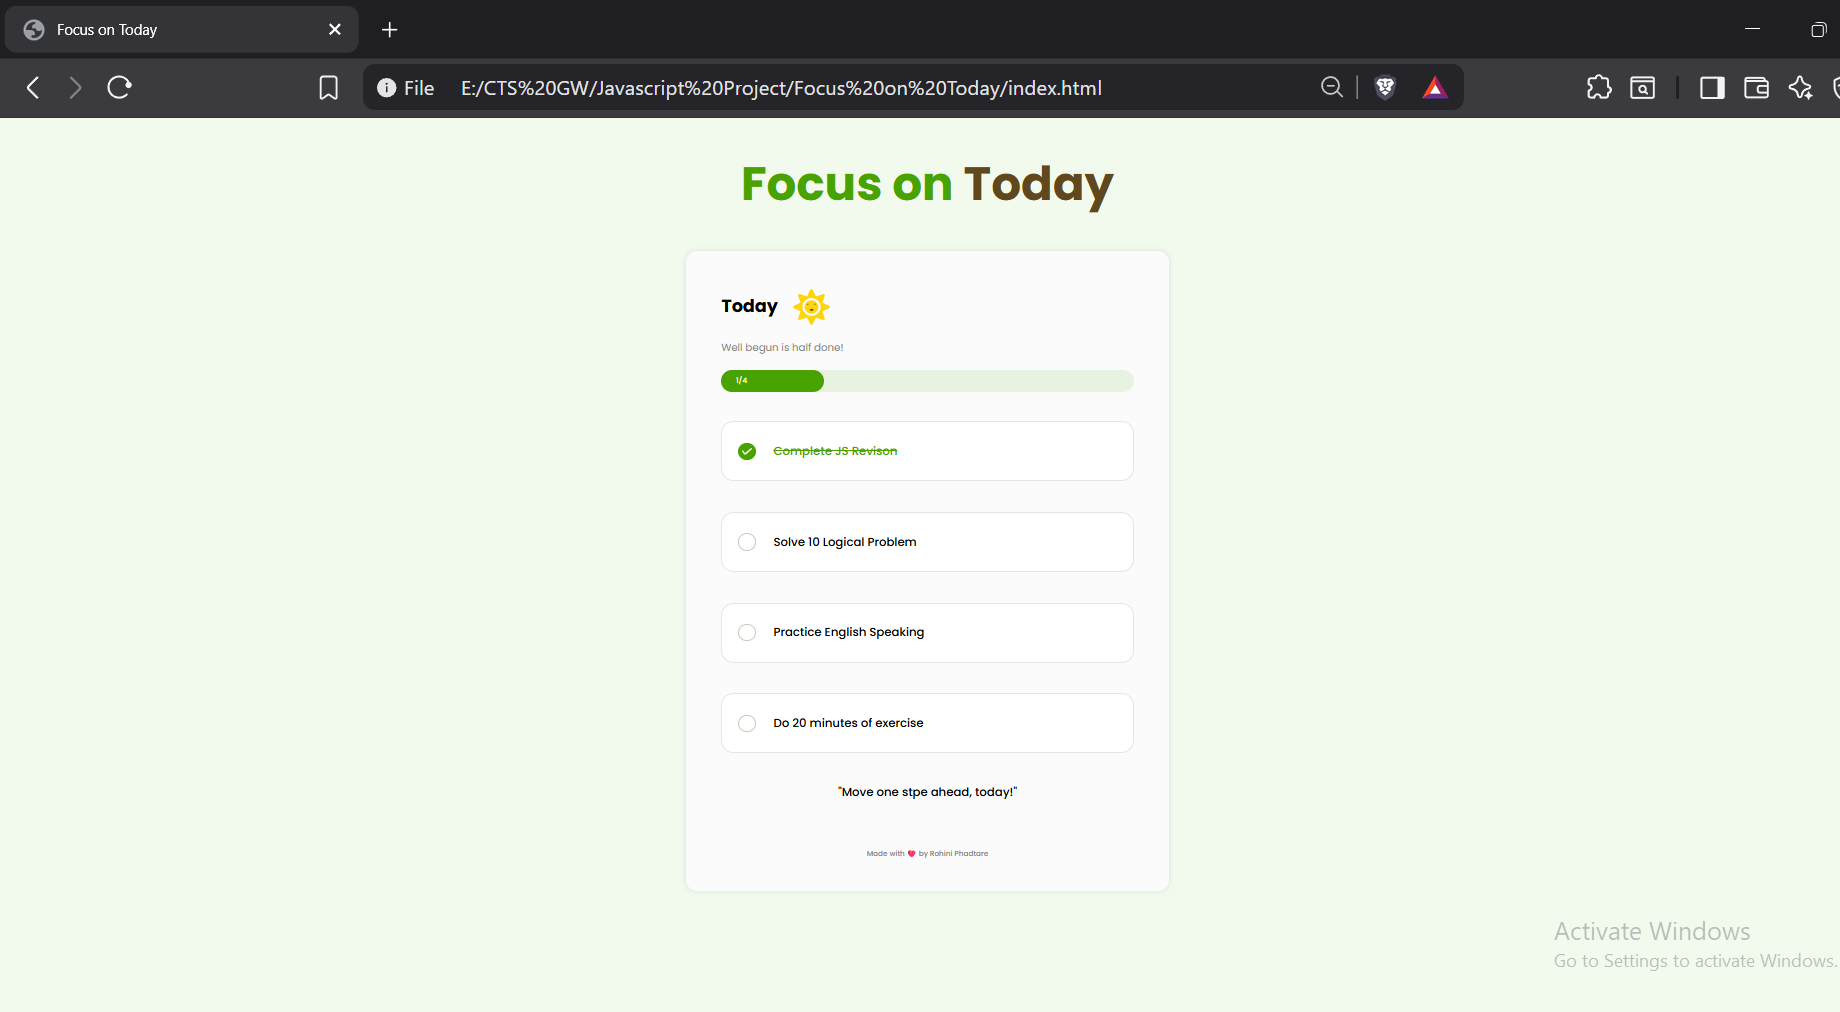 Focus on Today
File E:/CTS%20GW/Javascript%20Project/Focus%20on%20Today/index.html
Focus on Today
Today
Well begun is half done!
1/4
Complete JS Revison
Solve 10 Logical Problem
Practice English Speaking
Do 20 minutes of exercise
"Move one stpe ahead, today!"
Made with by Rohini Phadtare
Activate Windows
Go to Settings to activate Windows.